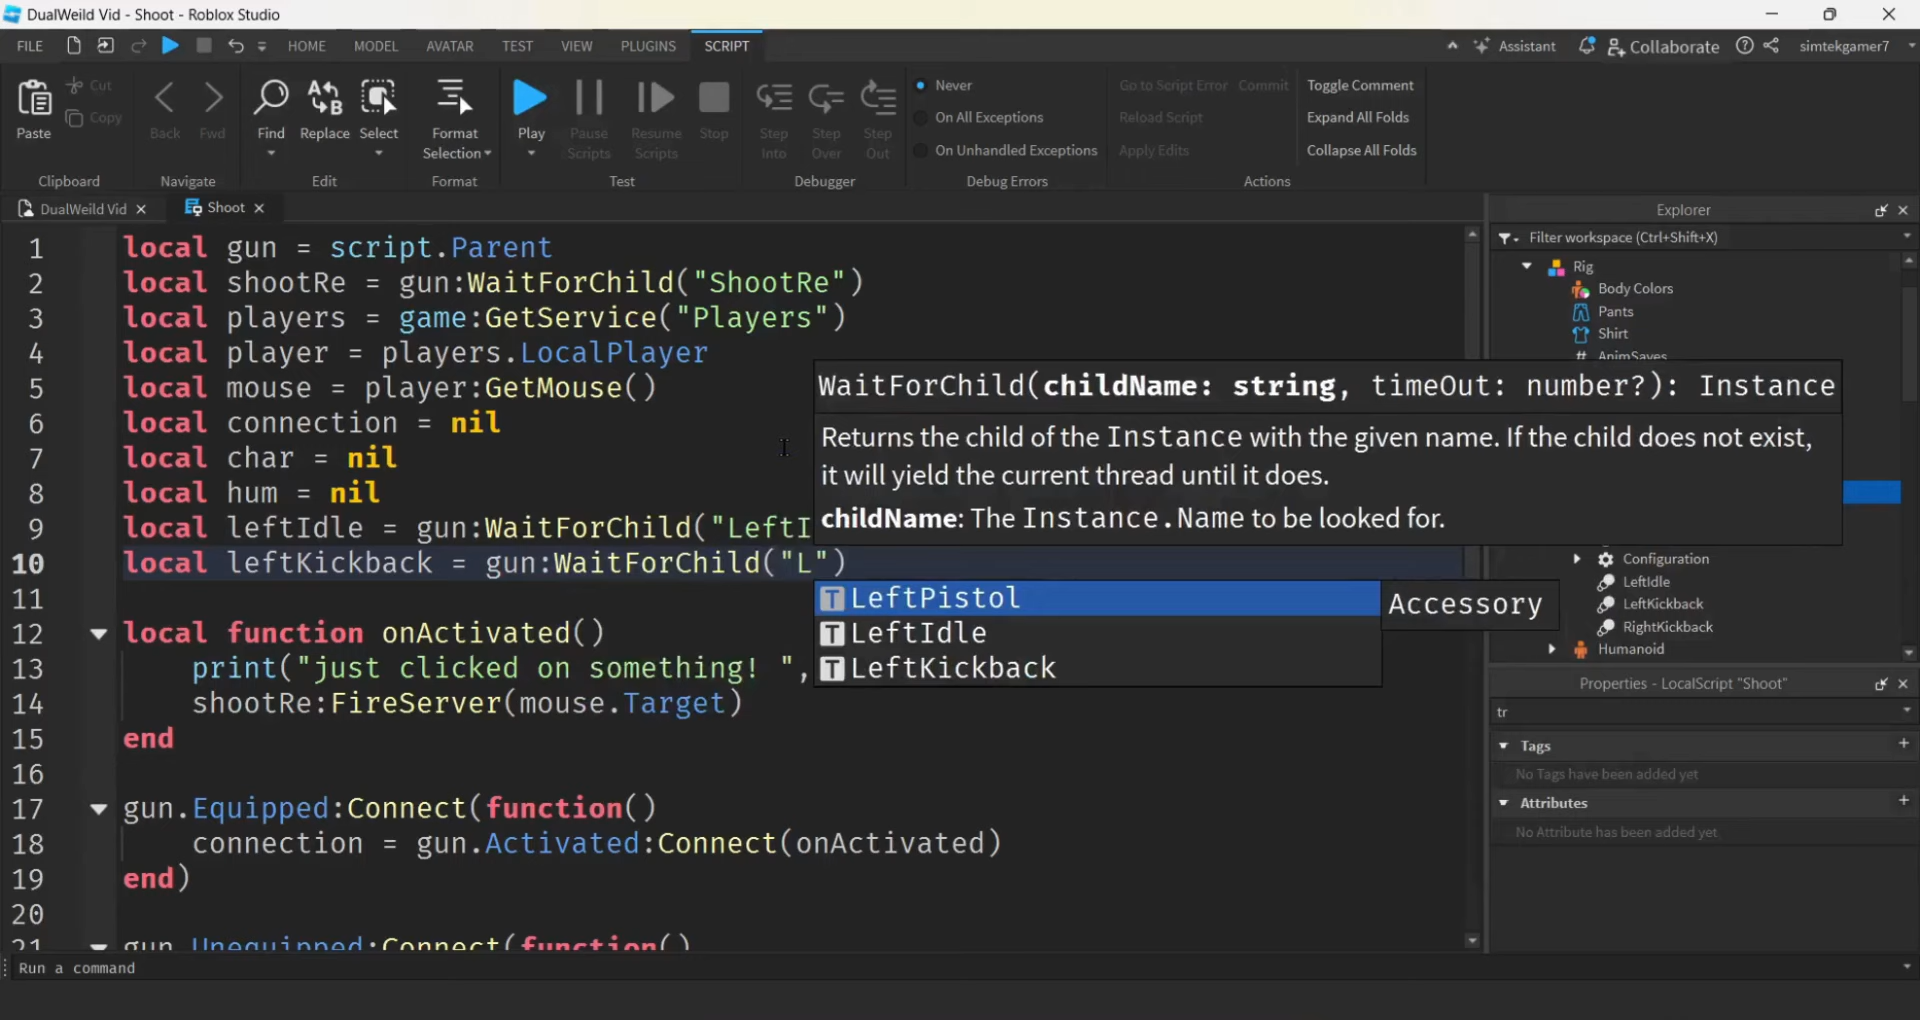 DualWeild Vid - Shoot - Roblox Studio
FILE HOME MODEL AVATAR TEST VIEW PLUGINS SCRIPT Assistant Collaborate simtekgamer7
Paste Cut Copy Back Fwd Find Replace Select Format Selection Play Pause Scripts Resume Scripts Stop Step Into Step Over Step Out
Never
On All Exceptions
On Unhandled Exceptions
Go to Script Error Commit
Reload Script
Apply Edits
Toggle Comment
Expand All Folds
Collapse All Folds
Clipboard Navigate Edit Format Test Debugger Debug Errors Actions
DualWeild Vid Shoot
1 local gun = script.Parent
2 local shootRe = gun:WaitForChild("ShootRe")
3 local players = game:GetService("Players")
4 local player = players.LocalPlayer
5 local mouse = player:GetMouse()
6 local connection = nil
7 local char = nil
8 local hum = nil
9 local leftIdle = gun:WaitForChild("LeftI
10 local leftKickback = gun:WaitForChild("L")
11
12 local function onActivated()
13 print("just clicked on something! ",
14 shootRe:FireServer(mouse.Target)
15 end
16
17 gun.Equipped:Connect(function()
18 connection = gun.Activated:Connect(onActivated)
19 end)
20
21 gun.Unequipped:Connect(function()
WaitForChild(childName: string, timeOut: number?): Instance
Returns the child of the Instance with the given name. If the child does not exist,
it will yield the current thread until it does.
childName: The Instance.Name to be looked for.
T LeftPistol Accessory
T LeftIdle
T LeftKickback
Explorer
Filter workspace (Ctrl+Shift+X)
Rig
Body Colors
Pants
Shirt
AnimSaves
Configuration
LeftIdle
LeftKickback
RightKickback
Humanoid
Properties - LocalScript "Shoot"
tr
Tags
No Tags have been added yet
Attributes
No Attribute has been added yet
Run a command